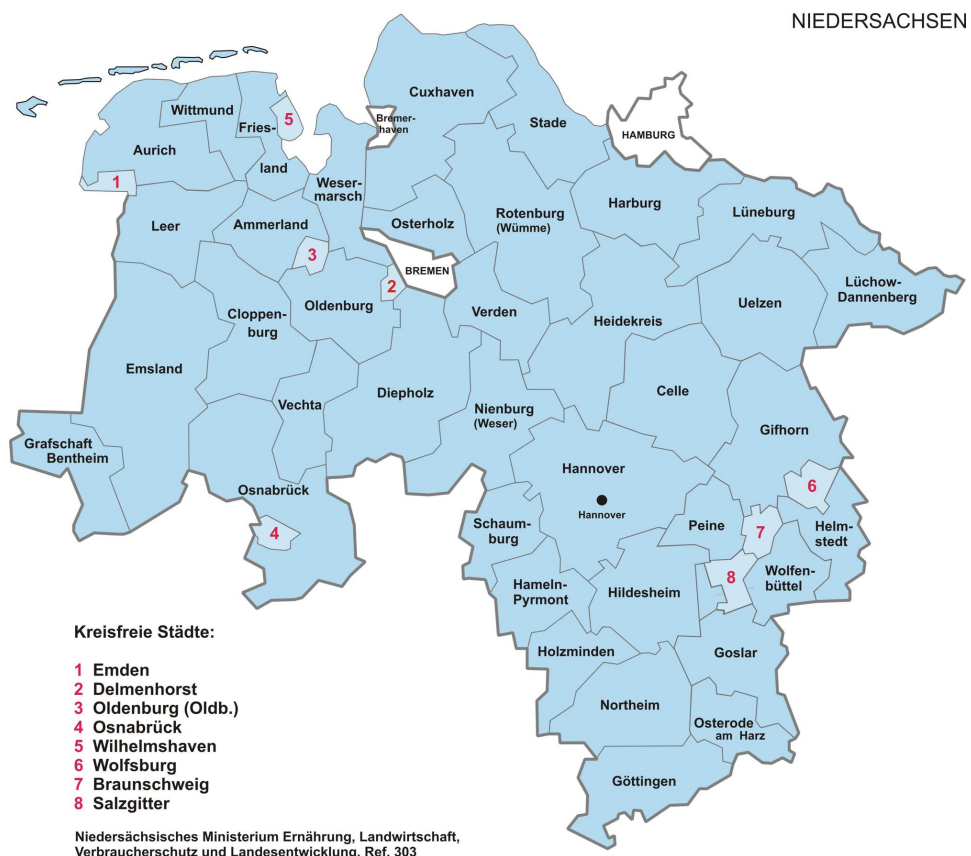 NIEDERSACHSEN
Cuxhaven
Wittmund
Bremer-
haven
Stade
HAMBURG
5
Fries-
land
Aurich
1
Weser-
marsch
Harburg
Lüneburg
Rotenburg
(Wümme)
Osterholz
Ammerland
Leer
3
BREMEN
2
Lüchow-
Dannenberg
Uelzen
Oldenburg
Verden
Heidekreis
Cloppen-
burg
Emsland
Diepholz
Celle
Vechta
Nienburg
(Weser)
Gifhorn
Grafschaft
Bentheim
Hannover
Hannover
Osnabrück
6
4
Schaum-
burg
Peine
7
Helm-
stedt
Wolfen-
büttel
8
Hameln-
Pyrmont
Hildesheim
Holzminden
Goslar
Northeim
Osterode
am Harz
Göttingen
Kreisfreie Städte:
1 Emden
2 Delmenhorst
3 Oldenburg (Oldb.)
4 Osnabrück
5 Wilhelmshaven
6 Wolfsburg
7 Braunschweig
8 Salzgitter
Niedersächsisches Ministerium Ernährung, Landwirtschaft,
Verbraucherschutz und Landesentwicklung, Ref. 303